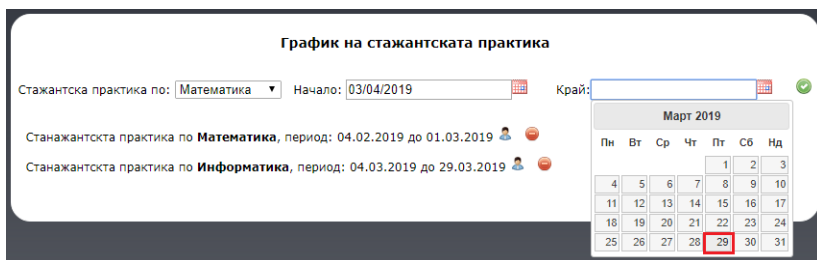 График на стажантската практика
Стажантска практика по: Математика Начало: 03/04/2019 Край:
Станажантскта практика по Математика, период: 04.02.2019 до 01.03.2019
Станажантскта практика по Информатика, период: 04.03.2019 до 29.03.2019
Март 2019
Пн Вт Ср Чт Пт Сб Нд
1 2 3
4 5 6 7 8 9 10
11 12 13 14 15 16 17
18 19 20 21 22 23 24
25 26 27 28 29 30 31